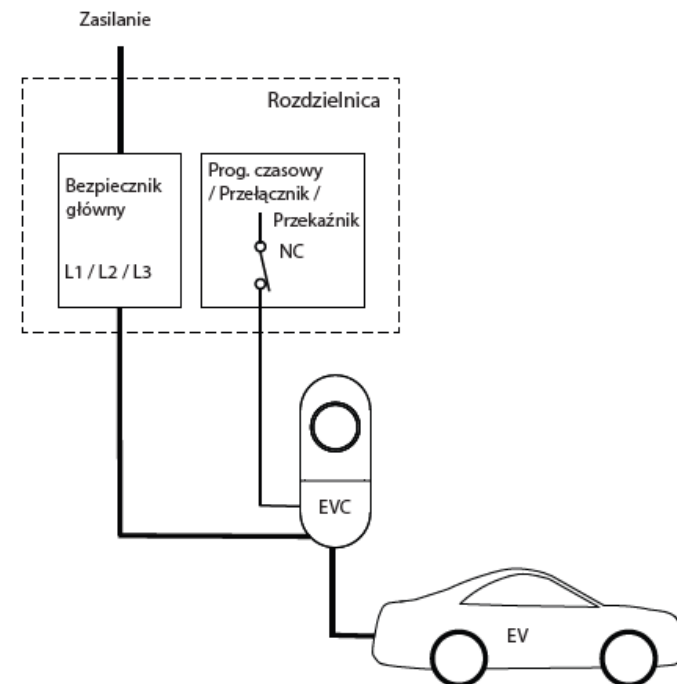 Zasilanie
Rozdzielnica
Bezpiecznik
główny
L1 / L2 / L3
Prog. czasowy
/ Przełącznik /
Przekaźnik
NC
EVC
EV